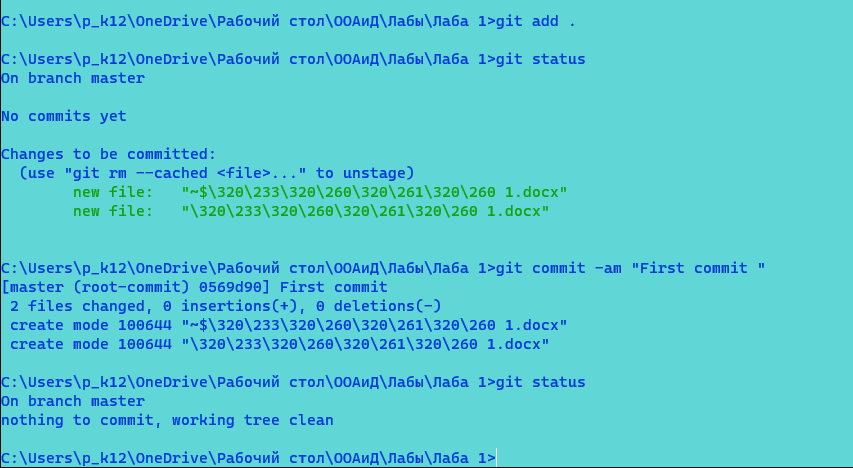 C:\Users\p_k12\OneDrive\Рабочий стол\ООАиД\Лабы\Лаба 1>git add .
C:\Users\p_k12\OneDrive\Рабочий стол\ООАиД\Лабы\Лаба 1>git status
On branch master
No commits yet
Changes to be committed:
  (use "git rm --cached <file>..." to unstage)
        new file:   "~$\320\233\320\260\320\261\320\260 1.docx"
        new file:   "\320\233\320\260\320\261\320\260 1.docx"
C:\Users\p_k12\OneDrive\Рабочий стол\ООАиД\Лабы\Лаба 1>git commit -am "First commit "
[master (root-commit) 0569d90] First commit
 2 files changed, 0 insertions(+), 0 deletions(-)
 create mode 100644 "~$\320\233\320\260\320\261\320\260 1.docx"
 create mode 100644 "\320\233\320\260\320\261\320\260 1.docx"
C:\Users\p_k12\OneDrive\Рабочий стол\ООАиД\Лабы\Лаба 1>git status
On branch master
nothing to commit, working tree clean
C:\Users\p_k12\OneDrive\Рабочий стол\ООАиД\Лабы\Лаба 1>